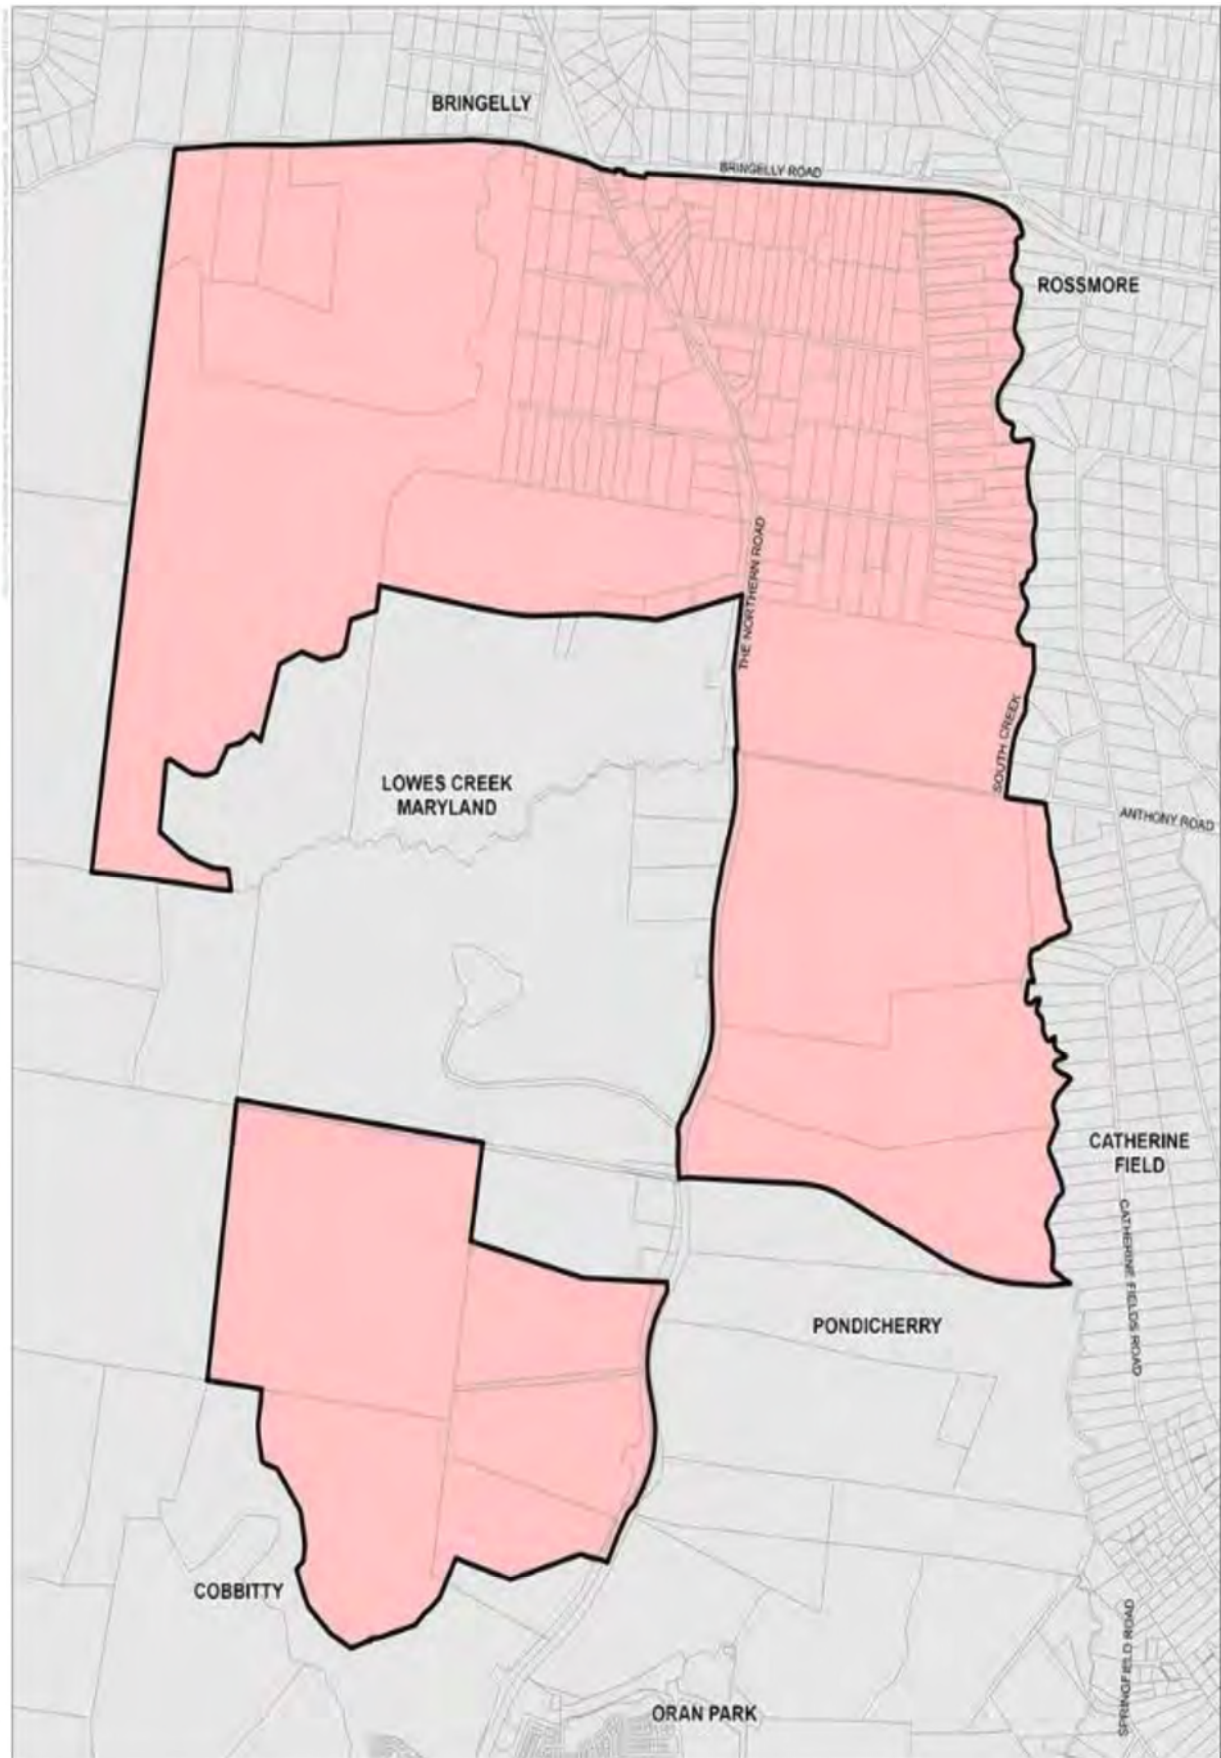 BRINGELLY
BRINGELLY ROAD
ROSSMORE
THE NORTHERN ROAD
SOUTH CREEK
LOWES CREEK
MARYLAND
ANTHONY ROAD
CATHERINE
FIELD
CATHERINE FIELDS ROAD
PONDICHERRY
COBBITTY
SPRINGFIELD ROAD
ORAN PARK